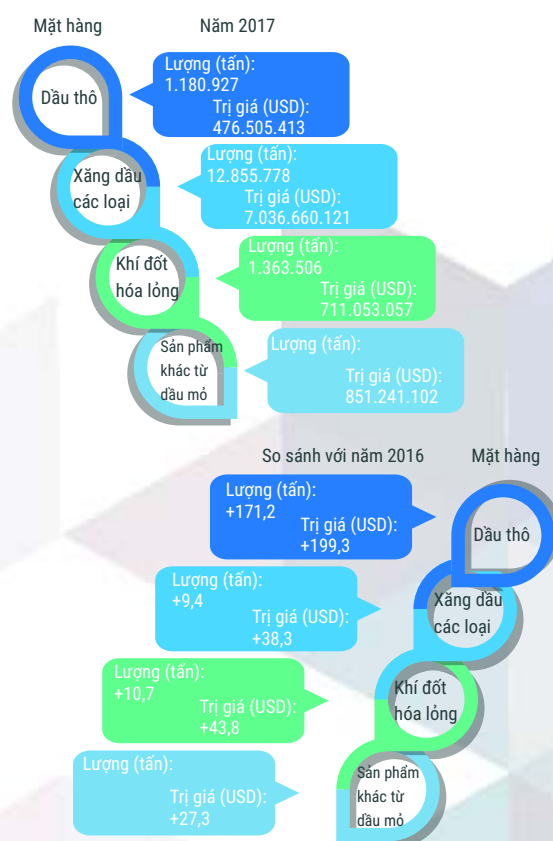 Mặt hàng
Năm 2017
Dầu thô
Lượng (tấn):
1.180.927
Trị giá (USD):
476.505.413
Xăng dầu
các loại
Lượng (tấn):
12.855.778
Trị giá (USD):
7.036.660.121
Khí đốt
hóa lỏng
Lượng (tấn):
1.363.506
Trị giá (USD):
711.053.057
Sản phẩm
khác từ
dầu mỏ
Lượng (tấn):
Trị giá (USD):
851.241.102
So sánh với năm 2016
Mặt hàng
Lượng (tấn):
+171,2
Trị giá (USD):
+199,3
Dầu thô
Lượng (tấn):
+9,4
Trị giá (USD):
+38,3
Xăng dầu
các loại
Lượng (tấn):
+10,7
Trị giá (USD):
+43,8
Khí đốt
hóa lỏng
Lượng (tấn):
Trị giá (USD):
+27,3
Sản phẩm
khác từ
dầu mỏ